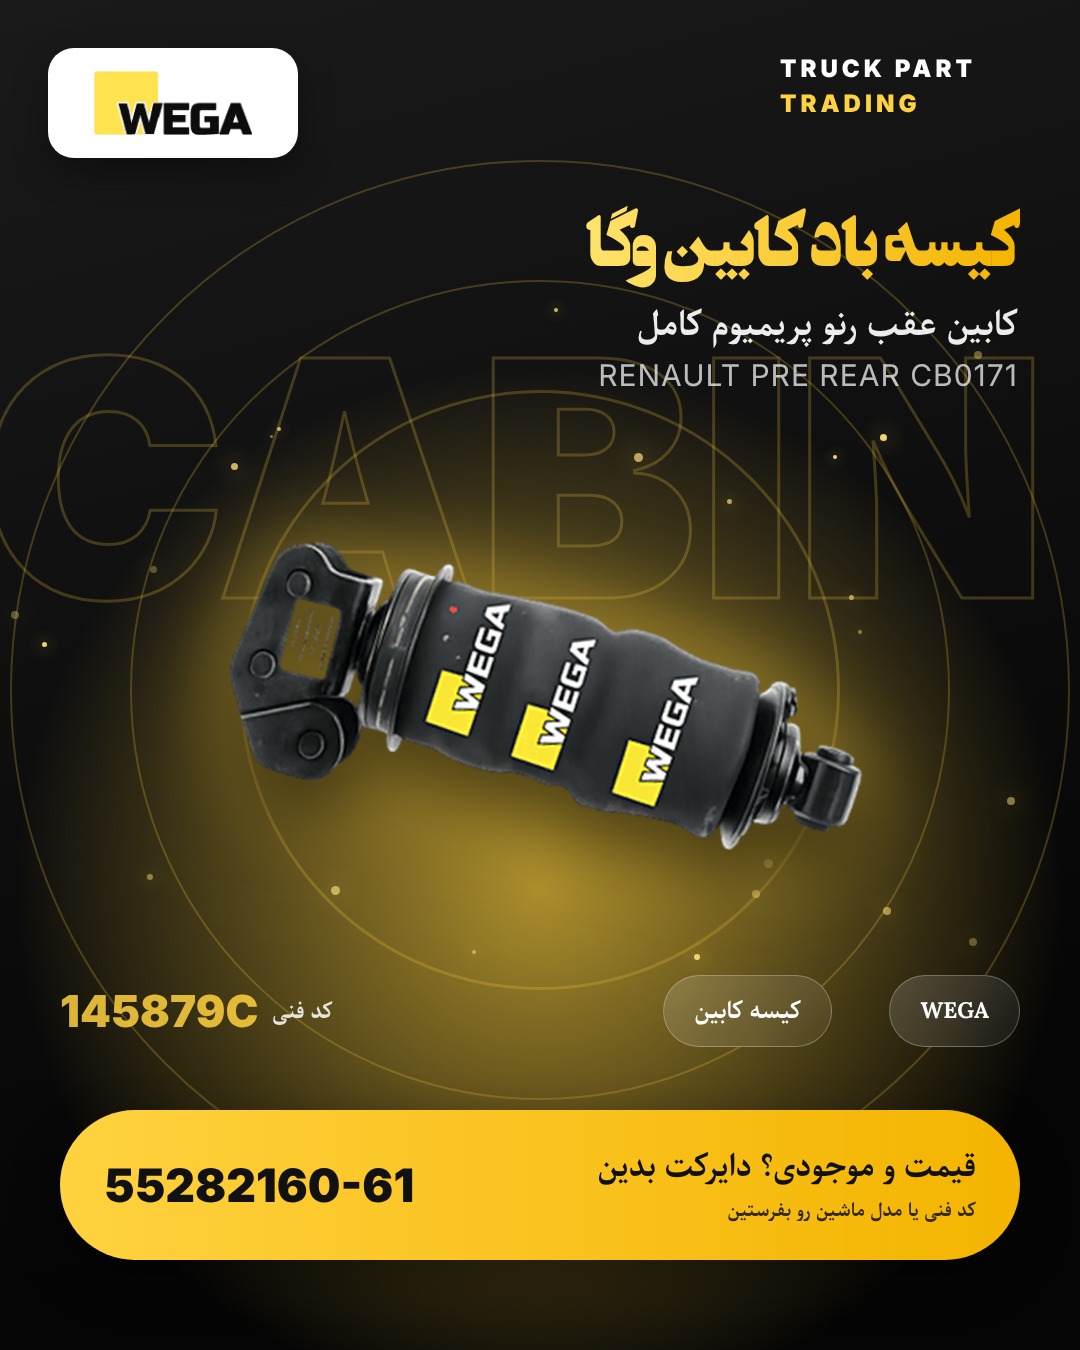 WEGA
TRUCK PART
TRADING
کیسه باد کابین وگا
کابین عقب رنو پریمیوم کامل
RENAULT PRE REAR CB0171
CABIN
WEGA
WEGA
WEGA
WEGA
کیسه کابین
کد فنی 145879C
قیمت و موجودی؟ دایرکت بدین
کد فنی یا مدل ماشین رو بفرستین
55282160-61